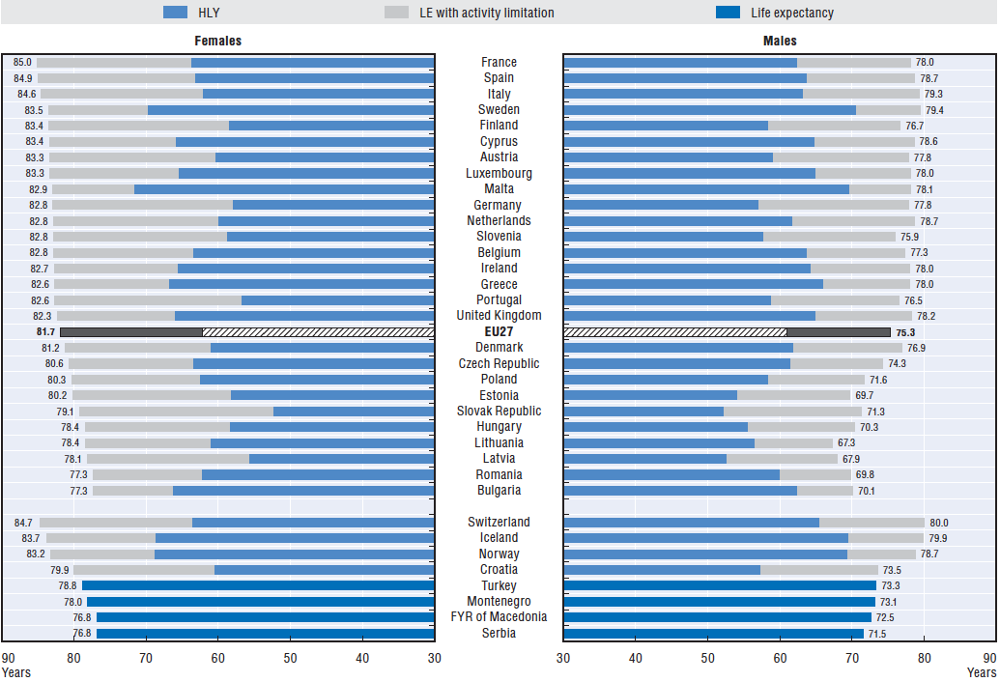 HLY LE with activity limitation Life expectancy
Females Males
85.0 France 78.0
84.9 Spain 78.7
84.6 Italy 79.3
83.5 Sweden 79.4
83.4 Finland 76.7
83.4 Cyprus 78.6
83.3 Austria 77.8
83.3 Luxembourg 78.0
82.9 Malta 78.1
82.8 Germany 77.8
82.8 Netherlands 78.7
82.8 Slovenia 75.9
82.8 Belgium 77.3
82.7 Ireland 78.0
82.6 Greece 78.0
82.6 Portugal 76.5
82.3 United Kingdom 78.2
81.7 EU27 75.3
81.2 Denmark 76.9
80.6 Czech Republic 74.3
80.3 Poland 71.6
80.2 Estonia 69.7
79.1 Slovak Republic 71.3
78.4 Hungary 70.3
78.4 Lithuania 67.3
78.1 Latvia 67.9
77.3 Romania 69.8
77.3 Bulgaria 70.1
84.7 Switzerland 80.0
83.7 Iceland 79.9
83.2 Norway 78.7
79.9 Croatia 73.5
78.8 Turkey 73.3
78.0 Montenegro 73.1
76.8 FYR of Macedonia 72.5
76.8 Serbia 71.5
90 80 70 60 50 40 30 30 40 50 60 70 80 90
Years Years